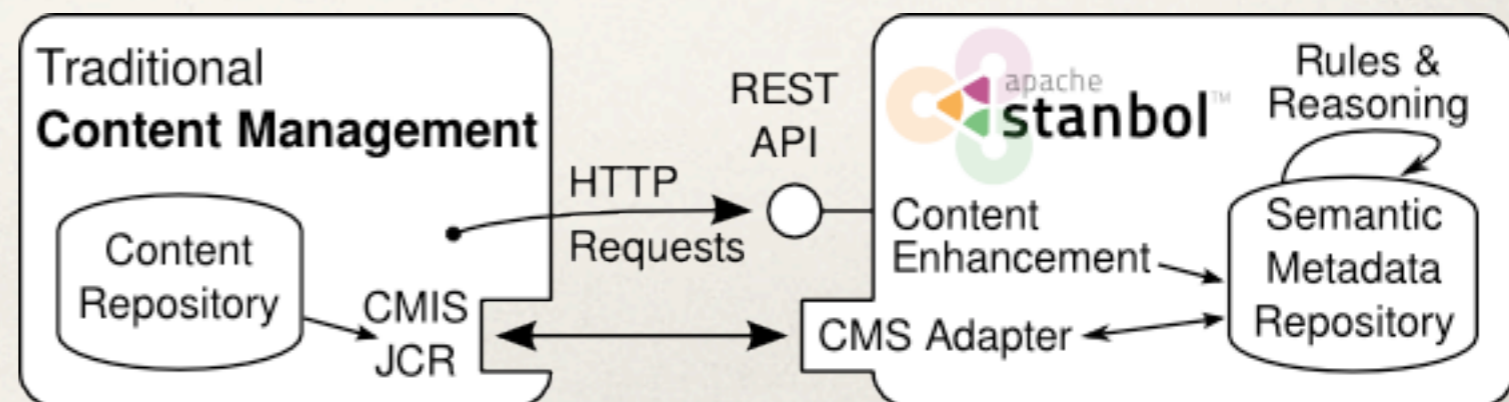 Traditional
Content Management
Content
Repository
CMIS
JCR
HTTP
Requests
REST
API
apache
stanbol™
Rules &
Reasoning
Content
Enhancement
CMS Adapter
Semantic
Metadata
Repository